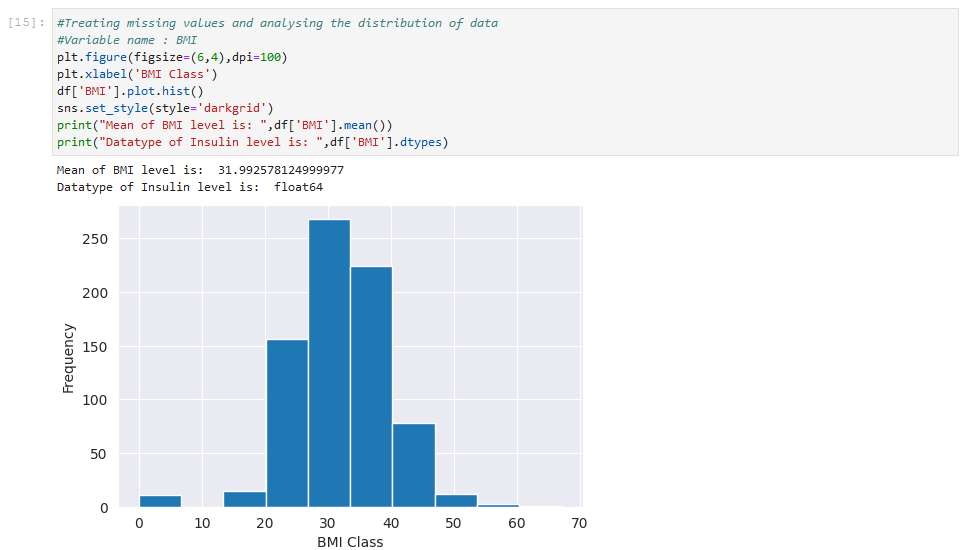 [15]:
#Treating missing values and analysing the distribution of data
#Variable name : BMI
plt.figure(figsize=(6,4),dpi=100)
plt.xlabel('BMI Class')
df['BMI'].plot.hist()
sns.set_style(style='darkgrid')
print("Mean of BMI level is: ",df['BMI'].mean())
print("Datatype of Insulin level is: ",df['BMI'].dtypes)
Mean of BMI level is:  31.992578124999977
Datatype of Insulin level is:  float64
250
200
150
100
50
0
Frequency
0 10 20 30 40 50 60 70
BMI Class